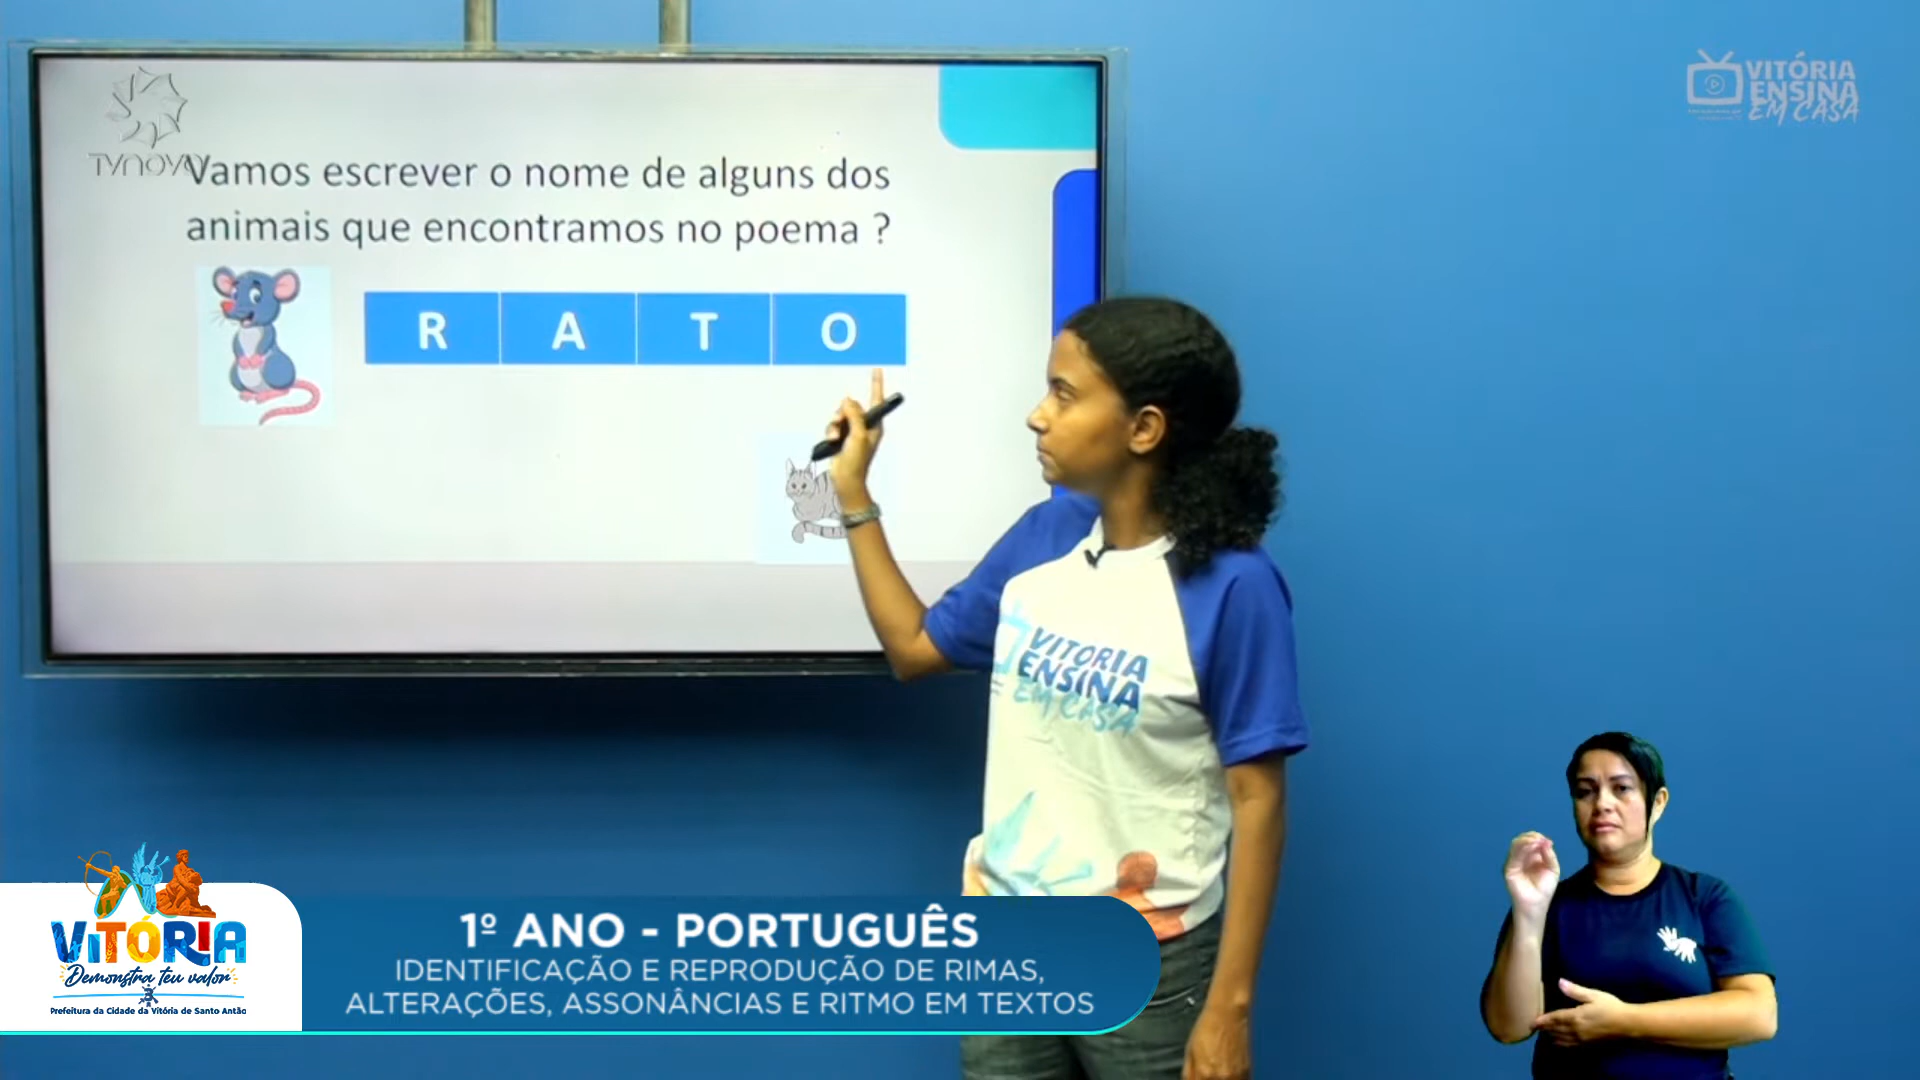 TVNOVA
Vamos escrever o nome de alguns dos
animais que encontramos no poema ?
R A T O
VITÓRIA
ENSINA
EM CASA
VITORIA
ENSINA
EM CASA
VITÓRIA
Demonstra teu valor
Prefeitura da Cidade da Vitória de Santo Antão
1º ANO - PORTUGUÊS
IDENTIFICAÇÃO E REPRODUÇÃO DE RIMAS,
ALTERAÇÕES, ASSONÂNCIAS E RITMO EM TEXTOS